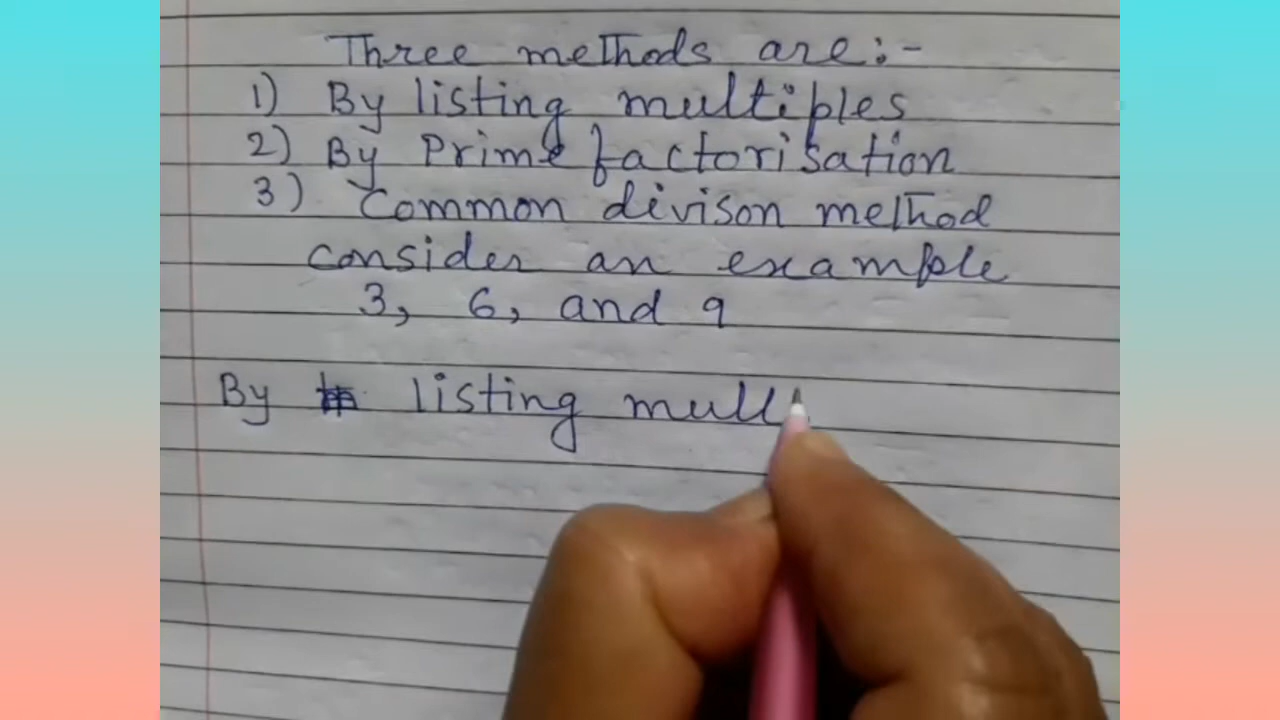 Three methods are:-
1) By listing multiples
2) By Prime factorisation
3) Common divison method
consider an example
3, 6, and 9
By listing mult